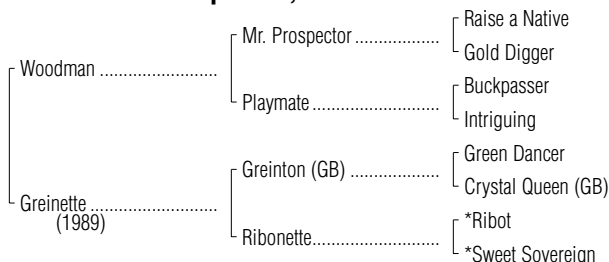 Raise a Native
Mr. Prospector ..................
Gold Digger
Woodman .........................
Buckpasser
Playmate.........................
Intriguing
Green Dancer
Greinton (GB) ...................
Crystal Queen (GB)
Greinette ...........................
(1989)
*Ribot
Ribonette.........................
*Sweet Sovereign